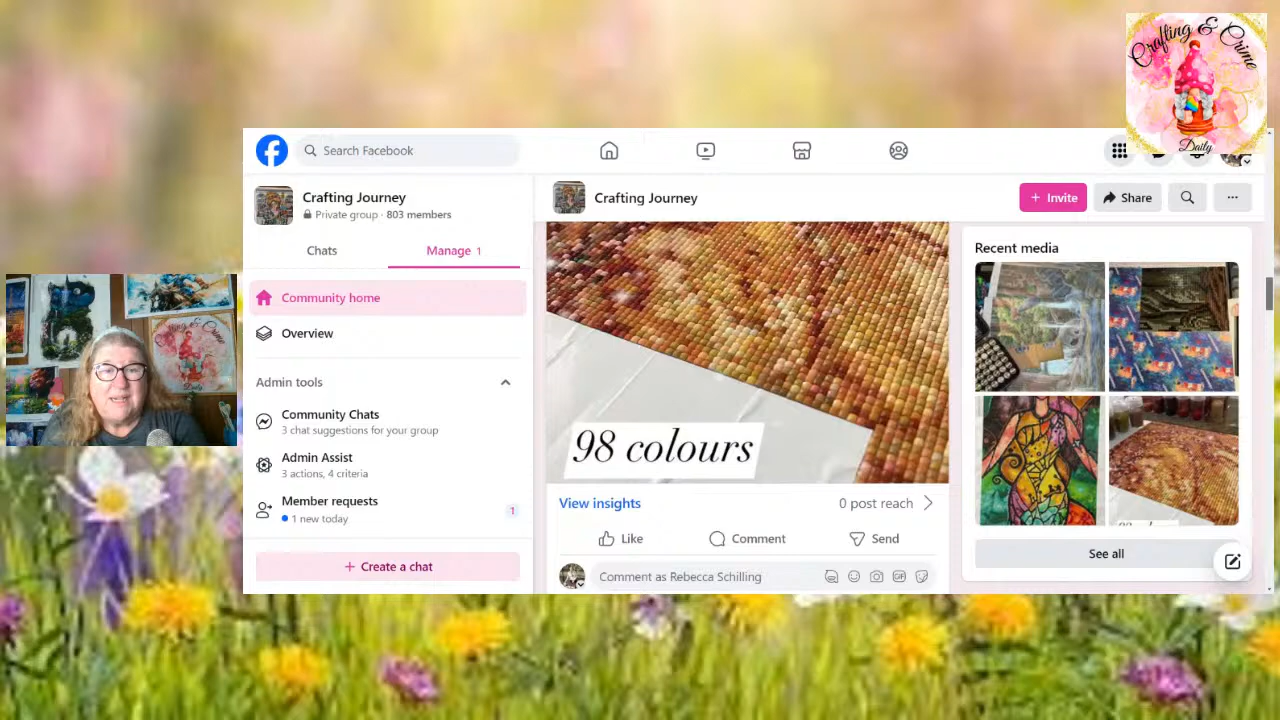 Crafting & Crime
Daily
Search Facebook
Crafting Journey
Private group · 803 members
Chats
Manage 1
Community home
Overview
Admin tools
Community Chats
3 chat suggestions for your group
Admin Assist
3 actions, 4 criteria
Member requests
1 new today
1
+ Create a chat
Crafting Journey
+ Invite
Share
98 colours
View insights
0 post reach
Like
Comment
Send
Comment as Rebecca Schilling
GIF
Recent media
See all